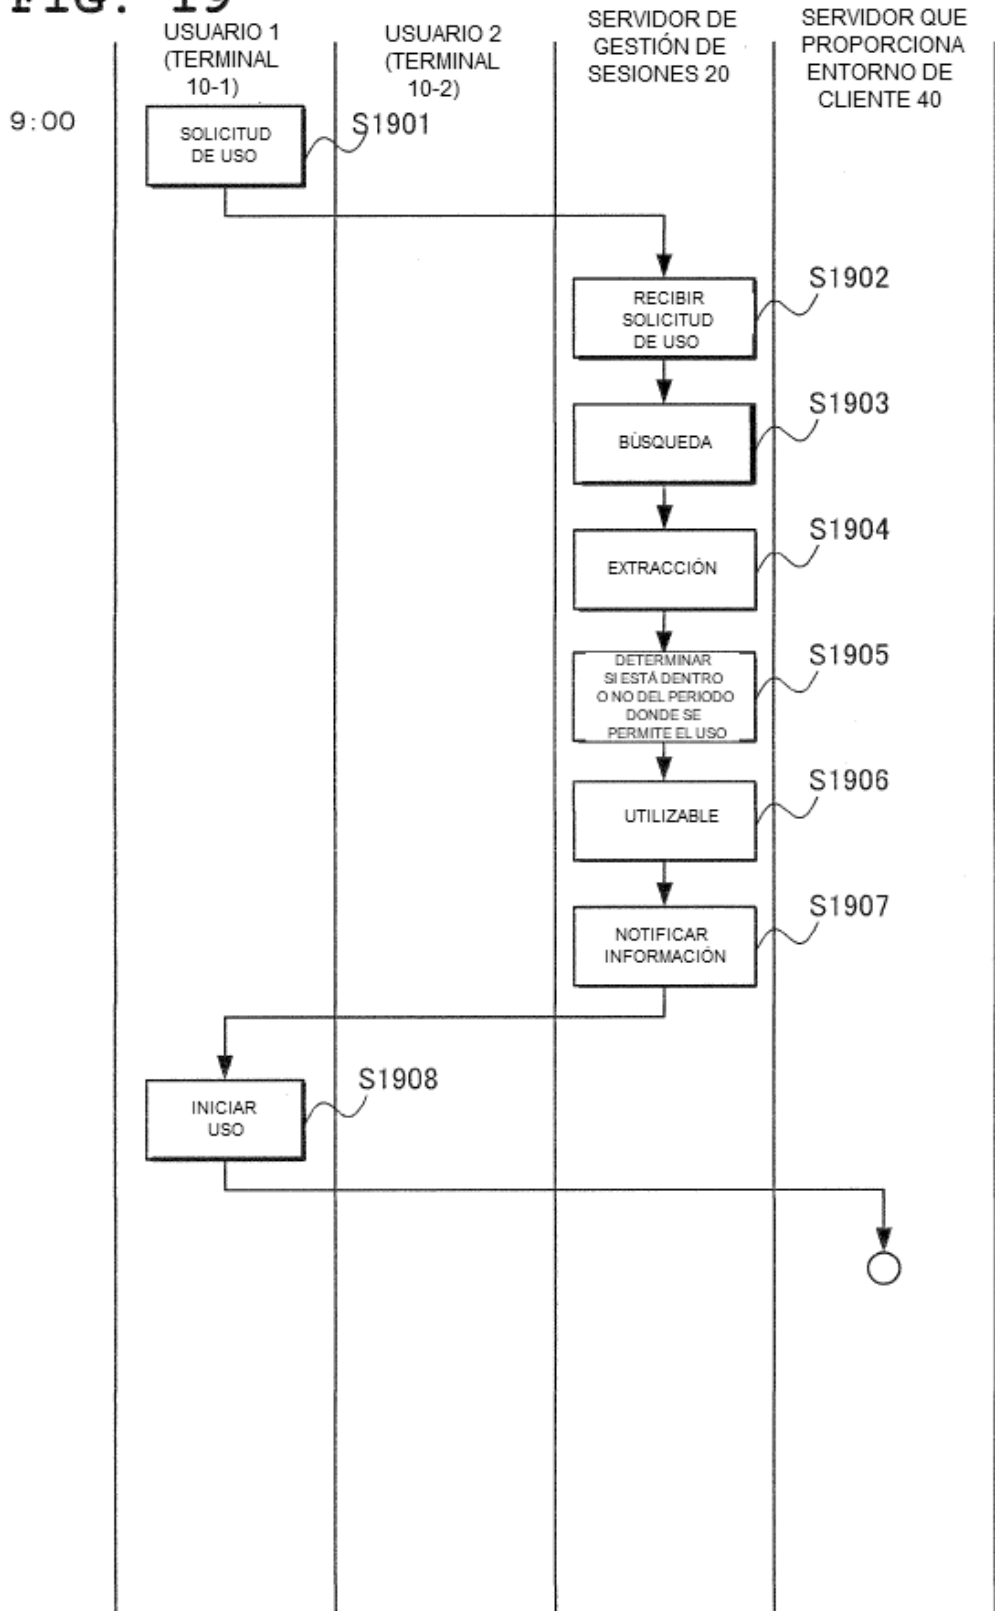 FIG. 19
USUARIO 1
(TERMINAL
10-1)
USUARIO 2
(TERMINAL
10-2)
SERVIDOR DE
GESTIÓN DE
SESIONES 20
SERVIDOR QUE
PROPORCIONA
ENTORNO DE
CLIENTE 40
9:00
SOLICITUD
DE USO
S1901
RECIBIR
SOLICITUD
DE USO
S1902
BÚSQUEDA
S1903
EXTRACCIÓN
S1904
DETERMINAR
SI ESTÁ DENTRO
O NO DEL PERIODO
DONDE SE
PERMITE EL USO
S1905
UTILIZABLE
S1906
NOTIFICAR
INFORMACIÓN
S1907
INICIAR
USO
S1908